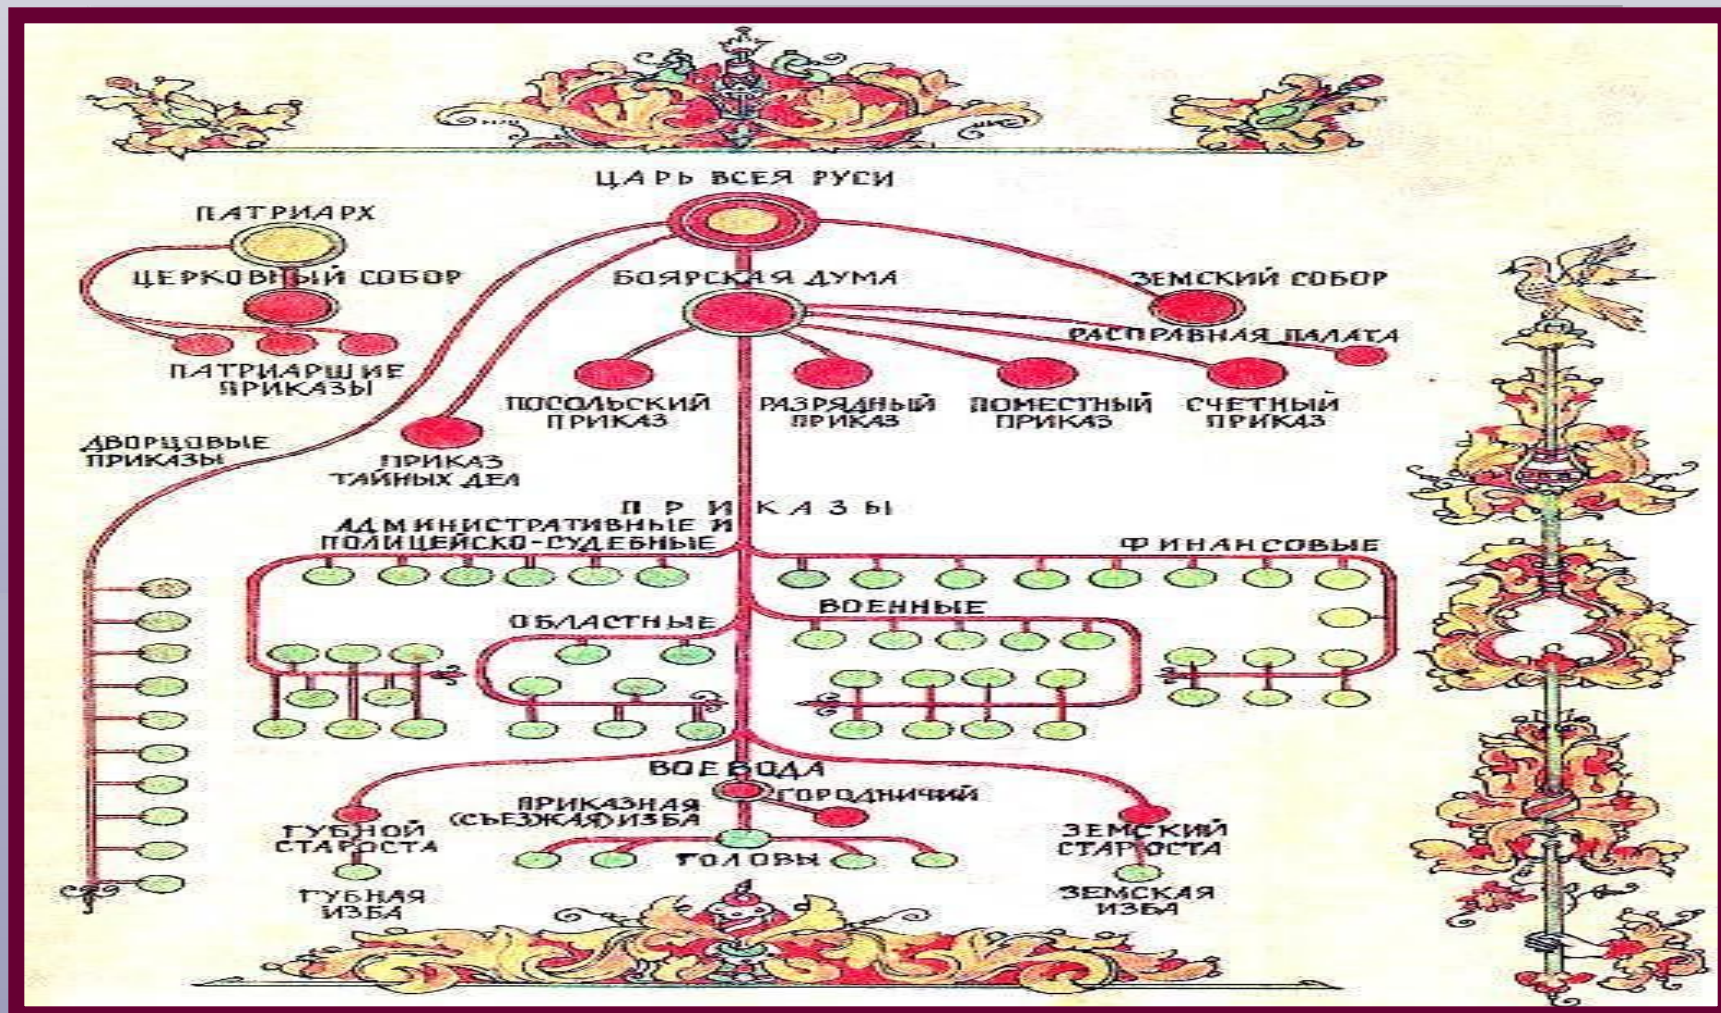 ЦАРЬ ВСЕЯ РУСИ
ПАТРИАРХ
ЦЕРКОВНЫЙ СОБОР
БОЯРСКАЯ ДУМА
ЗЕМСКИЙ СОБОР
РАСПРАВНАЯ ПАЛАТА
ПАТРИАРШИЕ
ПРИКАЗЫ
ПОСОЛЬСКИЙ
ПРИКАЗ
РАЗРЯДНЫЙ
ПРИКАЗ
ПОМЕСТНЫЙ
ПРИКАЗ
СЧЕТНЫЙ
ПРИКАЗ
ДВОРЦОВЫЕ
ПРИКАЗЫ
ПРИКАЗ
ТАЙНЫХ ДЕЛ
ПРИКАЗЫ
АДМИНИСТРАТИВНЫЕ И
ПОЛИЦЕЙСКО-СУДЕБНЫЕ
ФИНАНСОВЫЕ
ОБЛАСТНЫЕ
ВОЕННЫЕ
ВОЕВОДА
ГОРОДНИЧИЙ
ПРИКАЗНАЯ
(СЪЕЗЖАЯ) ИЗБА
ГОЛОВЫ
ГУБНОЙ
СТАРОСТА
ГУБНАЯ
ИЗБА
ЗЕМСКИЙ
СТАРОСТА
ЗЕМСКАЯ
ИЗБА